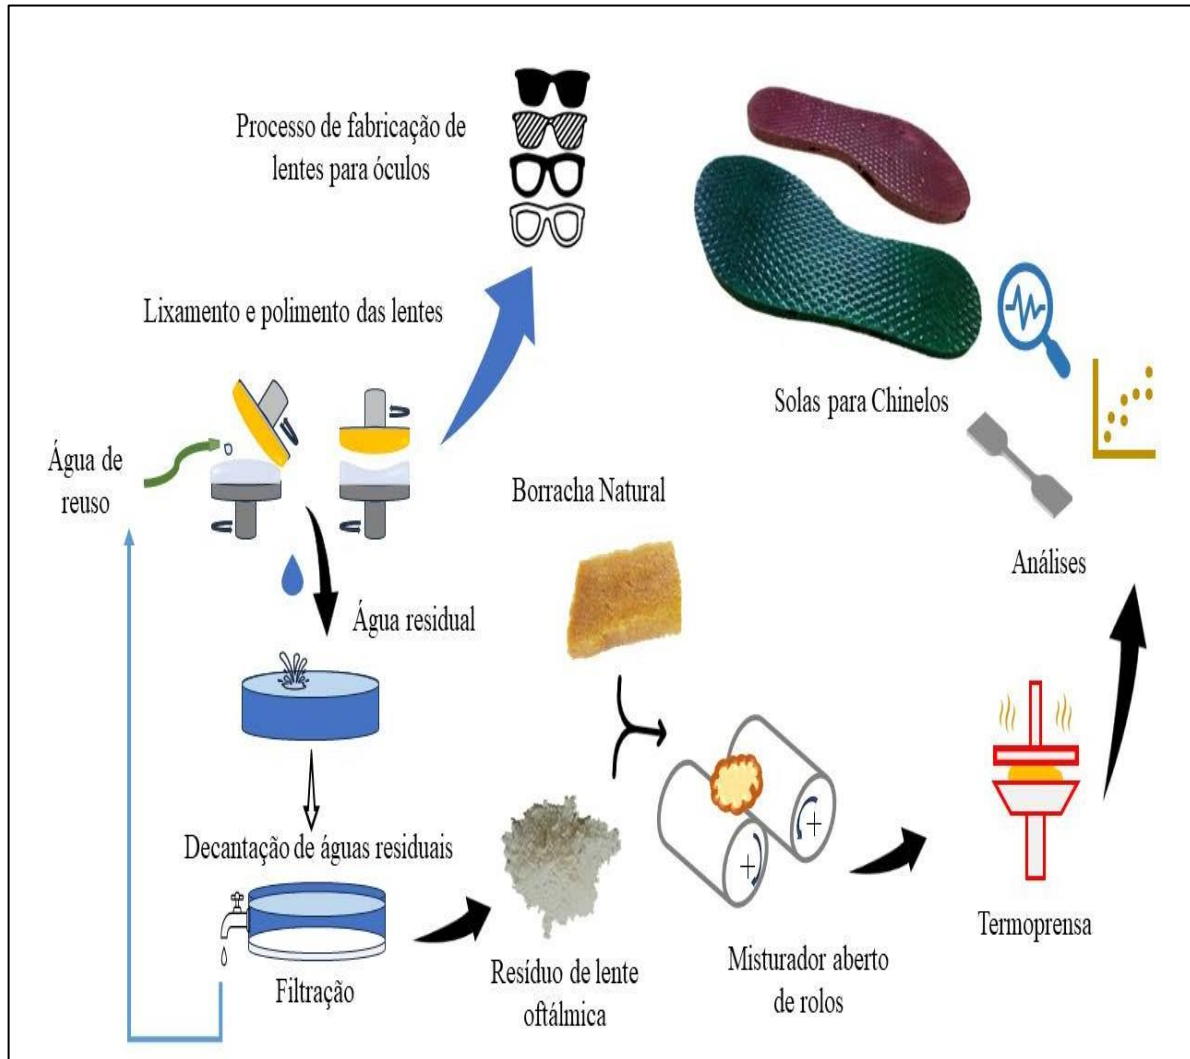 Processo de fabricação de
lentes para óculos
Lixamento e polimento das lentes
Água de
reuso
Água residual
Decantação de águas residuais
Filtração
Resíduo de lente
oftálmica
Borracha Natural
Misturador aberto
de rolos
Termoprensa
Análises
Solas para Chinelos